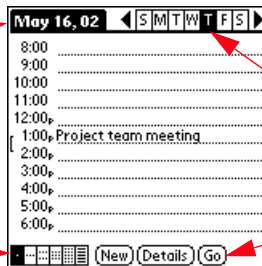 May 16, 02 S M T W T F S
8:00
9:00
10:00
11:00
12:00P
1:00P Project team meeting
2:00P
3:00P
4:00P
5:00P
6:00P
New Details Go